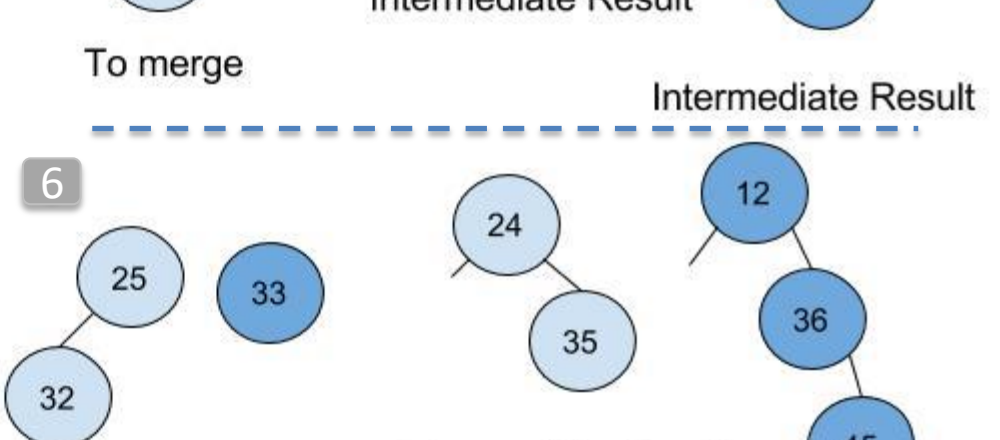 Intermediate Result
To merge
Intermediate Result
6
12
24
25
33
36
35
32